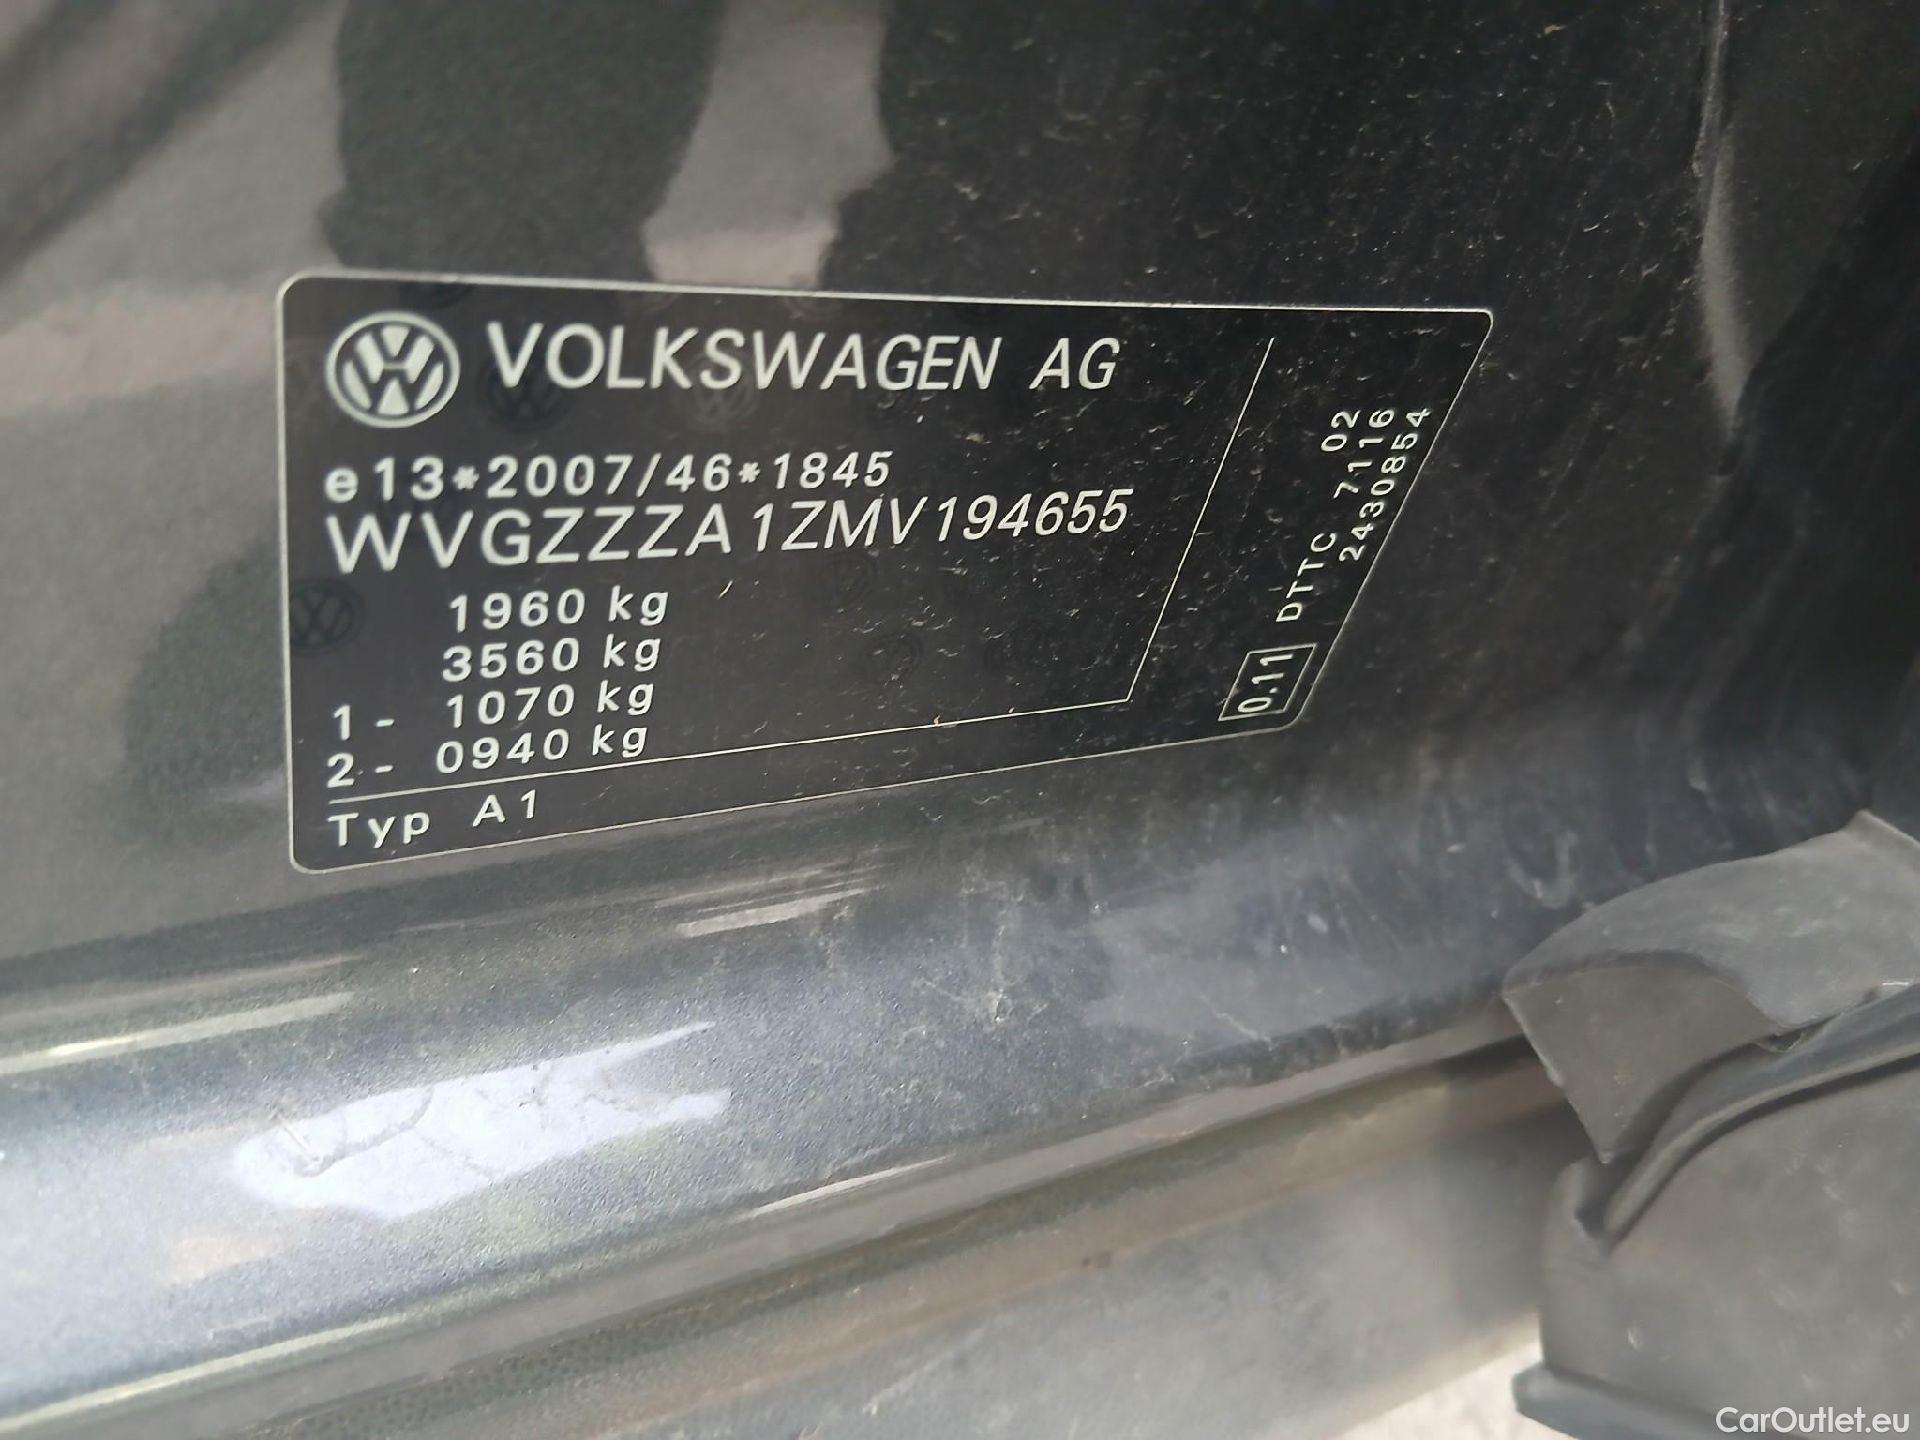 VOLKSWAGEN AG
e13*2007/46*1845
WVGZZZA1ZMV194655
1960 kg
3560 kg
1- 1070 kg
2- 0940 kg
Typ A1
0.11 DTTC 7116 02
24330854
CarOutlet.eu